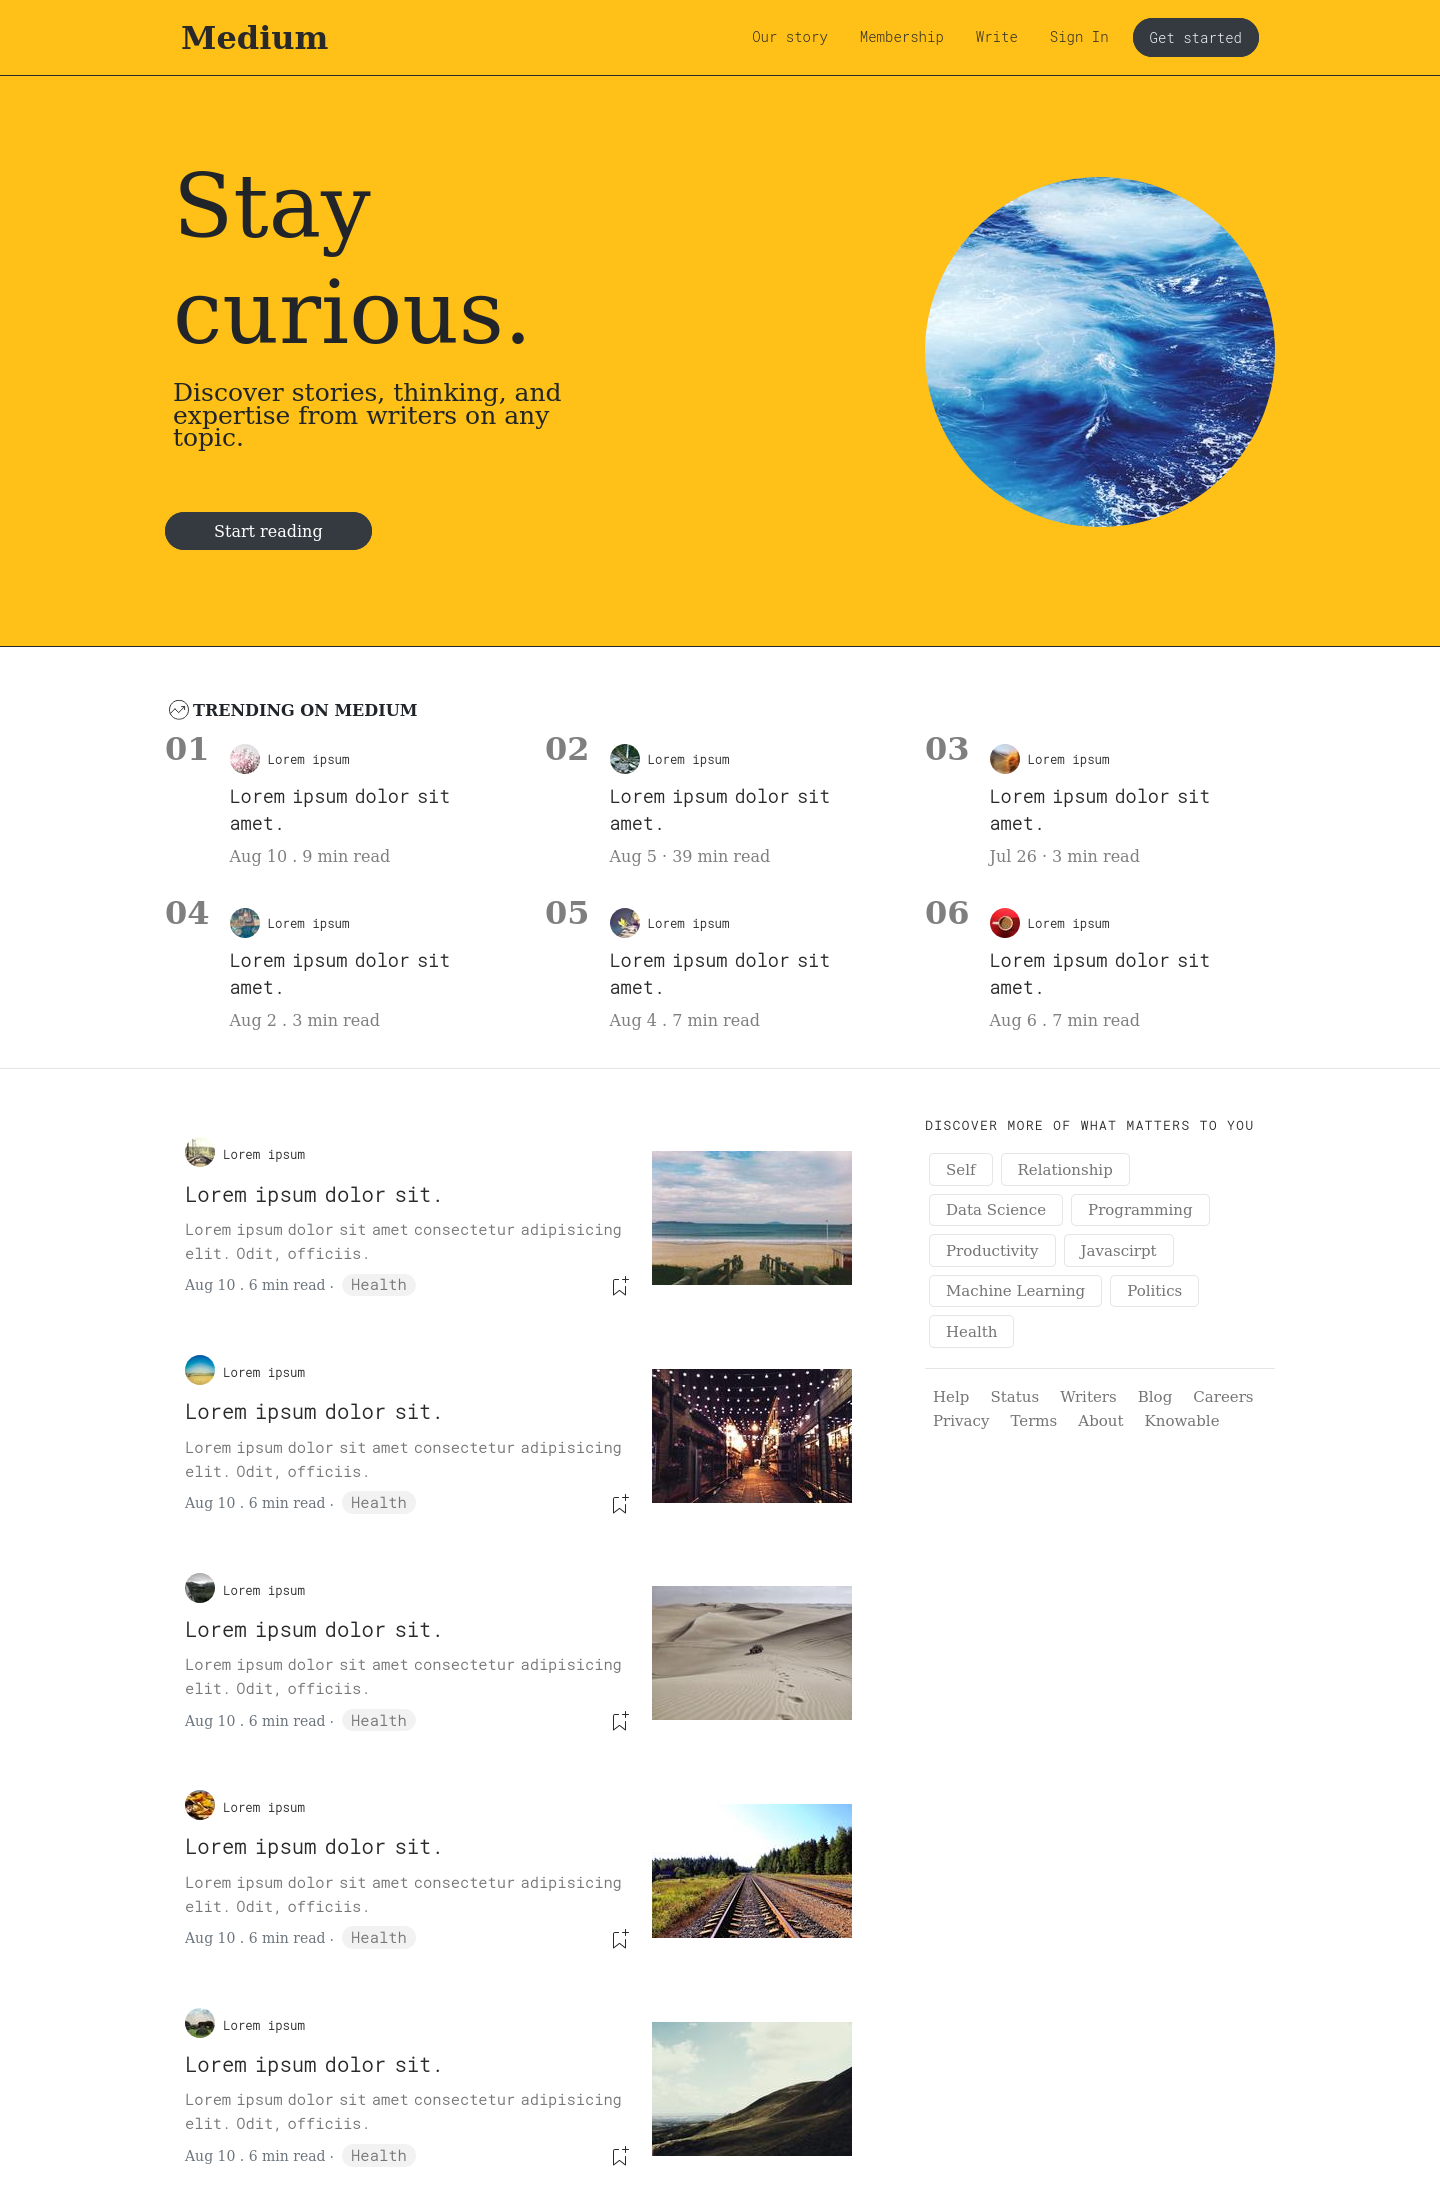 Medium
Our story Membership Write Sign In Get started
Stay
curious.
Discover stories, thinking, and
expertise from writers on any
topic.
Start reading
TRENDING ON MEDIUM
01 Lorem ipsum
Lorem ipsum dolor sit
amet.
Aug 10 . 9 min read
02 Lorem ipsum
Lorem ipsum dolor sit
amet.
Aug 5 · 39 min read
03 Lorem ipsum
Lorem ipsum dolor sit
amet.
Jul 26 · 3 min read
04 Lorem ipsum
Lorem ipsum dolor sit
amet.
Aug 2 . 3 min read
05 Lorem ipsum
Lorem ipsum dolor sit
amet.
Aug 4 . 7 min read
06 Lorem ipsum
Lorem ipsum dolor sit
amet.
Aug 6 . 7 min read
Lorem ipsum
Lorem ipsum dolor sit.
Lorem ipsum dolor sit amet consectetur adipisicing
elit. Odit, officiis.
Aug 10 . 6 min read · Health
Lorem ipsum
Lorem ipsum dolor sit.
Lorem ipsum dolor sit amet consectetur adipisicing
elit. Odit, officiis.
Aug 10 . 6 min read · Health
Lorem ipsum
Lorem ipsum dolor sit.
Lorem ipsum dolor sit amet consectetur adipisicing
elit. Odit, officiis.
Aug 10 . 6 min read · Health
Lorem ipsum
Lorem ipsum dolor sit.
Lorem ipsum dolor sit amet consectetur adipisicing
elit. Odit, officiis.
Aug 10 . 6 min read · Health
Lorem ipsum
Lorem ipsum dolor sit.
Lorem ipsum dolor sit amet consectetur adipisicing
elit. Odit, officiis.
Aug 10 . 6 min read · Health
DISCOVER MORE OF WHAT MATTERS TO YOU
Self Relationship
Data Science Programming
Productivity Javascirpt
Machine Learning Politics
Health
Help Status Writers Blog Careers
Privacy Terms About Knowable